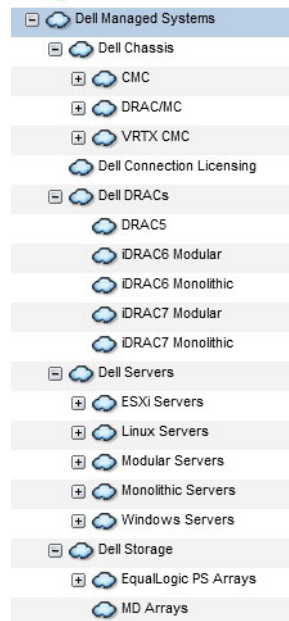 Dell Managed Systems
Dell Chassis
CMC
DRAC/MC
VRTX CMC
Dell Connection Licensing
Dell DRACs
DRAC5
iDRAC6 Modular
iDRAC6 Monolithic
iDRAC7 Modular
iDRAC7 Monolithic
Dell Servers
ESXi Servers
Linux Servers
Modular Servers
Monolithic Servers
Windows Servers
Dell Storage
EqualLogic PS Arrays
MD Arrays